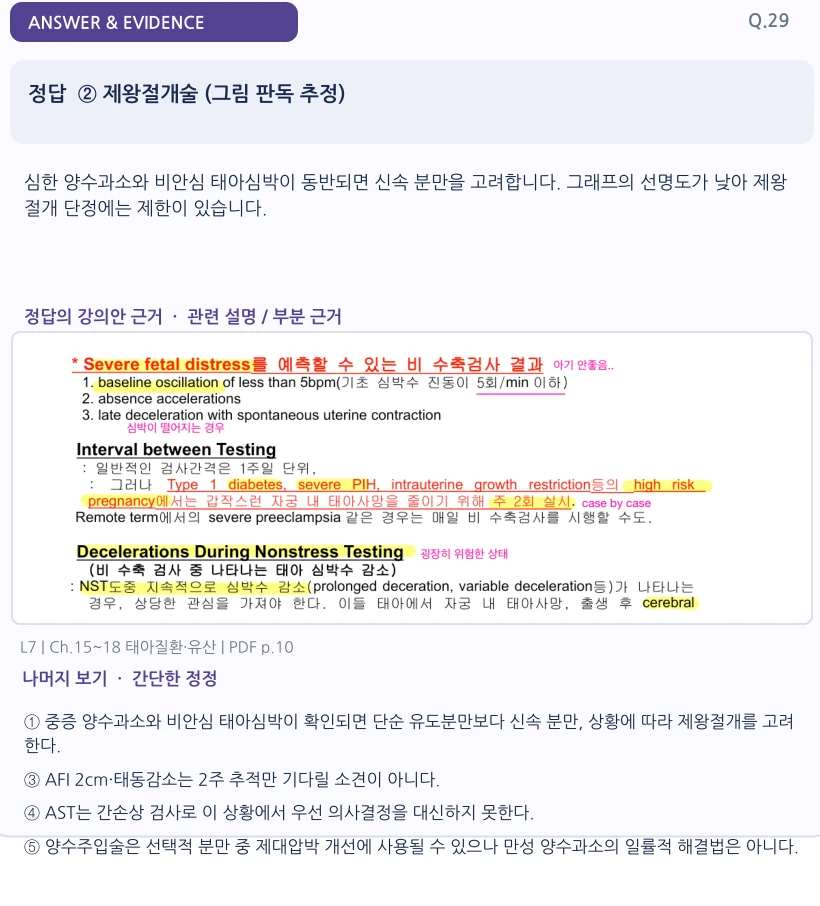 ANSWER & EVIDENCE
Q.29
정답 ② 제왕절개술 (그림 판독 추정)
심한 양수과소와 비안심 태아심박이 동반되면 신속 분만을 고려합니다. 그래프의 선명도가 낮아 제왕
절개 단정에는 제한이 있습니다.
정답의 강의안 근거 · 관련 설명 / 부분 근거
* Severe fetal distress를 예측할 수 있는 비 수축검사 결과 아기 안좋음..
1. baseline oscillation of less than 5bpm(기초 심박수 진동이 5회/min 이하)
2. absence accelerations
3. late deceleration with spontaneous uterine contraction
심박이 떨어지는 경우
Interval between Testing
: 일반적인 검사간격은 1주일 단위,
: 그러나 Type 1 diabetes, severe PIH, intrauterine growth restriction등의 high risk
pregnancy에서는 갑작스런 자궁 내 태아사망을 줄이기 위해 주 2회 실시. case by case
Remote term에서의 severe preeclampsia 같은 경우는 매일 비 수축검사를 시행할 수도.
Decelerations During Nonstress Testing 굉장히 위험한 상태
(비 수축 검사 중 나타나는 태아 심박수 감소)
: NST도중 지속적으로 심박수 감소(prolonged deceration, variable deceleration등)가 나타나는
경우, 상당한 관심을 가져야 한다. 이들 태아에서 자궁 내 태아사망, 출생 후 cerebral
L7 | Ch.15~18 태아질환·유산 | PDF p.10
나머지 보기 · 간단한 정정
① 중증 양수과소와 비안심 태아심박이 확인되면 단순 유도분만보다 신속 분만, 상황에 따라 제왕절개를 고려
한다.
③ AFI 2cm·태동감소는 2주 추적만 기다릴 소견이 아니다.
④ AST는 간손상 검사로 이 상황에서 우선 의사결정을 대신하지 못한다.
⑤ 양수주입술은 선택적 분만 중 제대압박 개선에 사용될 수 있으나 만성 양수과소의 일률적 해결법은 아니다.